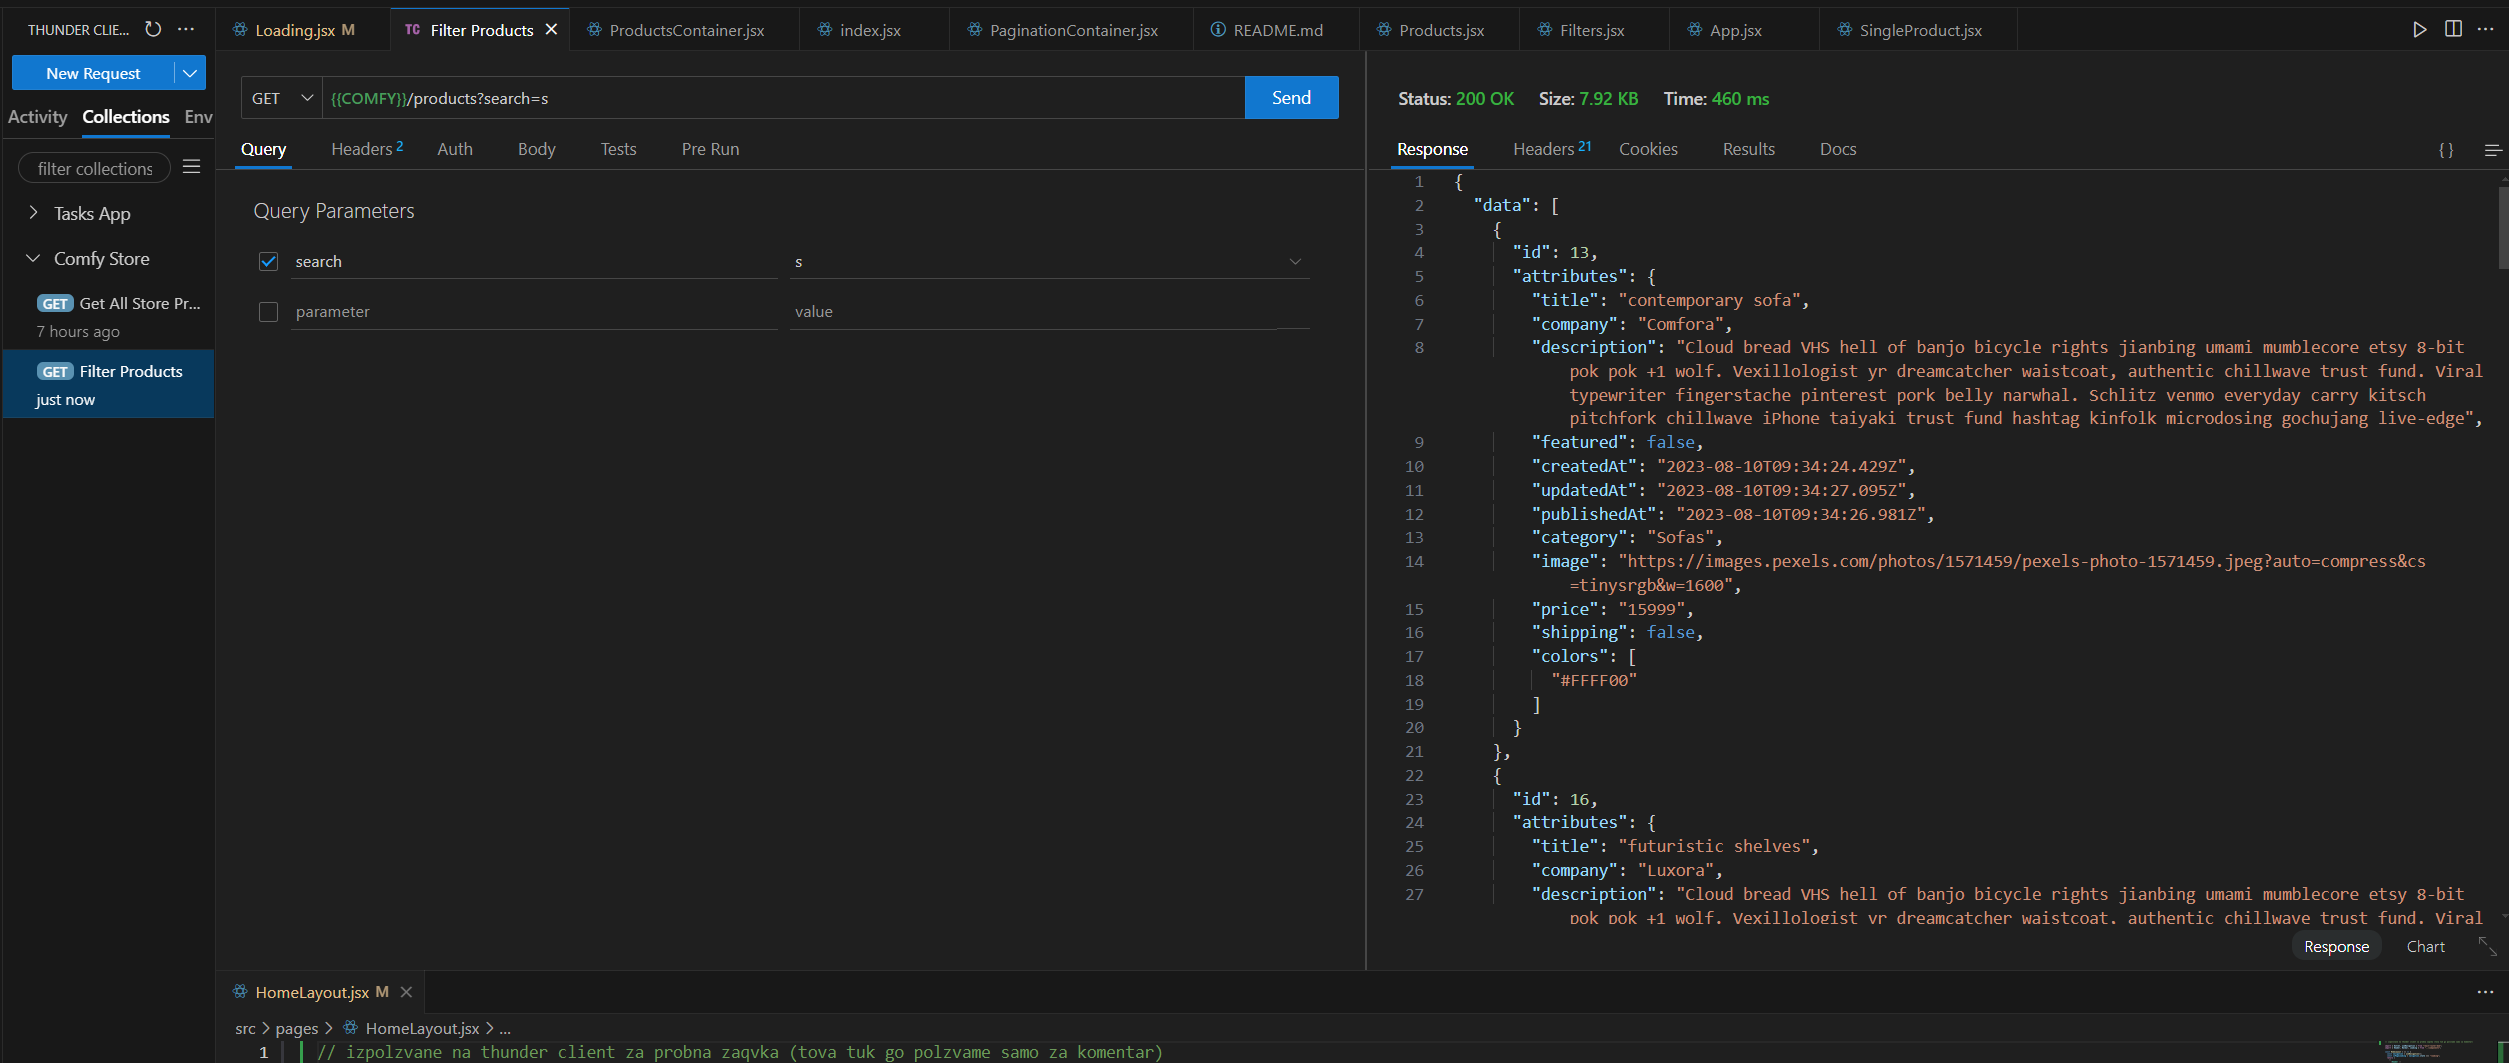 THUNDER CLIE...
Loading.jsx M
TC Filter Products
ProductsContainer.jsx
index.jsx
PaginationContainer.jsx
README.md
Products.jsx
Filters.jsx
App.jsx
SingleProduct.jsx
New Request
Activity Collections Env
filter collections
Tasks App
Comfy Store
GET Get All Store Pr...
7 hours ago
GET Filter Products
just now
GET {{COMFY}}/products?search=s Send
Query Headers 2 Auth Body Tests Pre Run
Query Parameters
search s
parameter value
Status: 200 OK Size: 7.92 KB Time: 460 ms
Response Headers 21 Cookies Results Docs {}
1 {
2 "data": [
3 {
4 "id": 13,
5 "attributes": {
6 "title": "contemporary sofa",
7 "company": "Comfora",
8 "description": "Cloud bread VHS hell of banjo bicycle rights jianbing umami mumblecore etsy 8-bit
pok pok +1 wolf. Vexillologist yr dreamcatcher waistcoat, authentic chillwave trust fund. Viral
typewriter fingerstache pinterest pork belly narwhal. Schlitz venmo everyday carry kitsch
pitchfork chillwave iPhone taiyaki trust fund hashtag kinfolk microdosing gochujang live-edge",
9 "featured": false,
10 "createdAt": "2023-08-10T09:34:24.429Z",
11 "updatedAt": "2023-08-10T09:34:27.095Z",
12 "publishedAt": "2023-08-10T09:34:26.981Z",
13 "category": "Sofas",
14 "image": "https://images.pexels.com/photos/1571459/pexels-photo-1571459.jpeg?auto=compress&cs
=tinysrgb&w=1600",
15 "price": "15999",
16 "shipping": false,
17 "colors": [
18 "#FFFF00"
19 ]
20 }
21 },
22 {
23 "id": 16,
24 "attributes": {
25 "title": "futuristic shelves",
26 "company": "Luxora",
27 "description": "Cloud bread VHS hell of banjo bicycle rights jianbing umami mumblecore etsy 8-bit
pok pok +1 wolf. Vexillologist yr dreamcatcher waistcoat, authentic chillwave trust fund. Viral
Response Chart
HomeLayout.jsx M
src > pages > HomeLayout.jsx > ...
1 // izpolzvane na thunder client za probna zaqvka (tova tuk go polzvame samo za komentar)